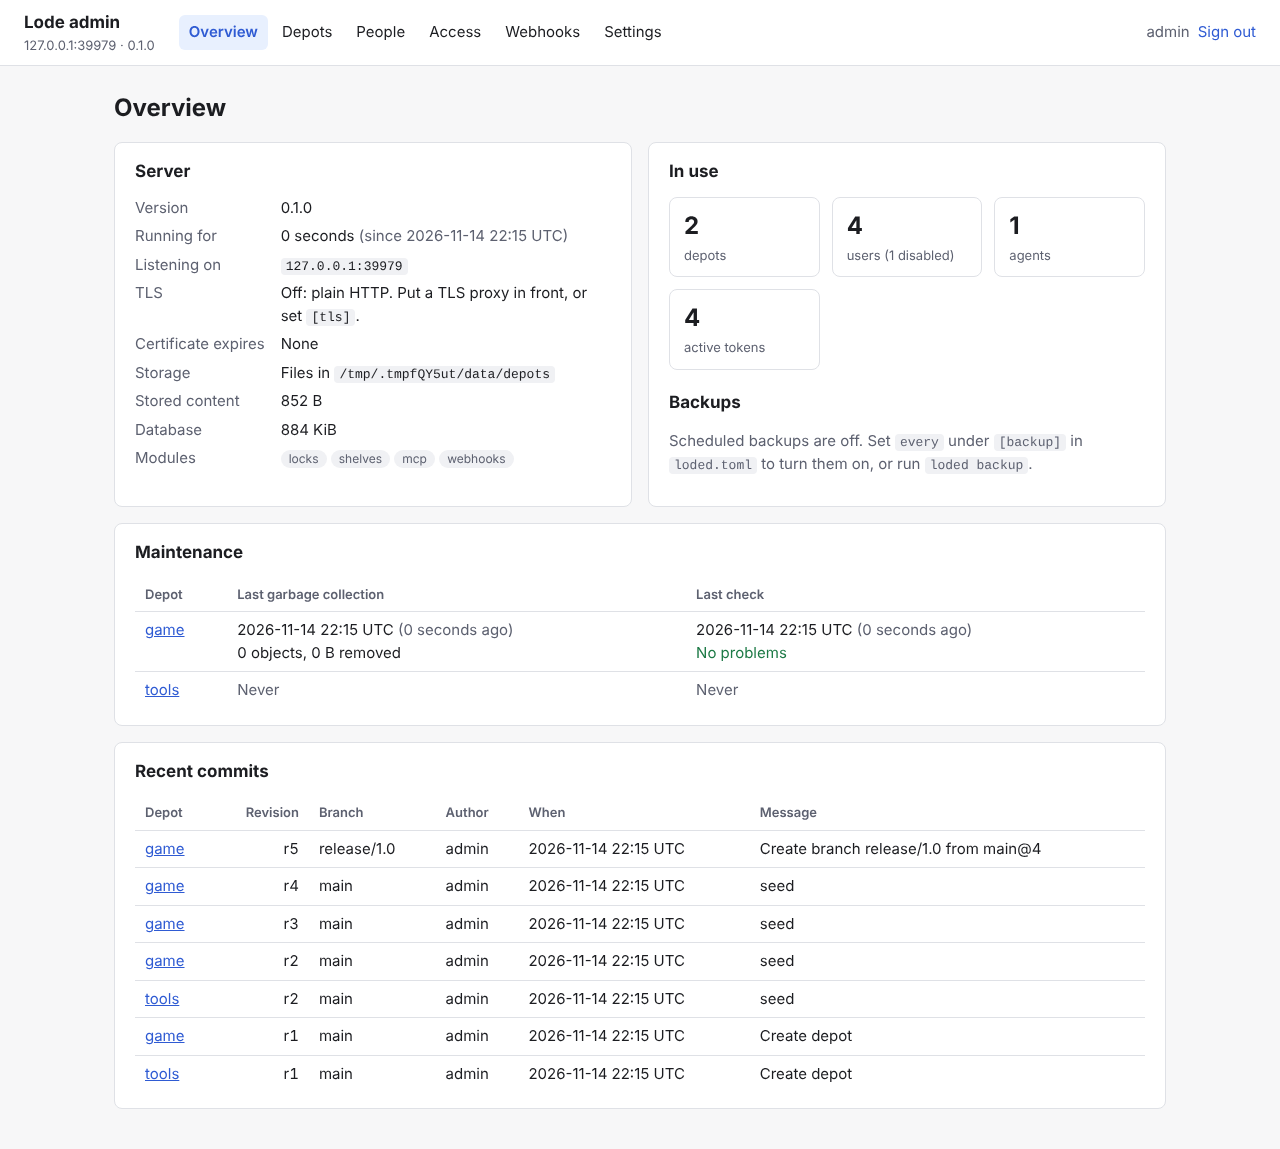 Lode admin
127.0.0.1:39979 · 0.1.0
Overview Depots People Access Webhooks Settings
admin Sign out
Overview
Server
Version 0.1.0
Running for 0 seconds (since 2026-11-14 22:15 UTC)
Listening on 127.0.0.1:39979
TLS Off: plain HTTP. Put a TLS proxy in front, or
set [tls].
Certificate expires None
Storage Files in /tmp/.tmpfQY5ut/data/depots
Stored content 852 B
Database 884 KiB
Modules locks shelves mcp webhooks
In use
2 4 1
depots users (1 disabled) agents
4
active tokens
Backups
Scheduled backups are off. Set every under [backup] in
loded.toml to turn them on, or run loded backup.
Maintenance
Depot Last garbage collection Last check
game 2026-11-14 22:15 UTC (0 seconds ago) 2026-11-14 22:15 UTC (0 seconds ago)
0 objects, 0 B removed No problems
tools Never Never
Recent commits
Depot Revision Branch Author When Message
game r5 release/1.0 admin 2026-11-14 22:15 UTC Create branch release/1.0 from main@4
game r4 main admin 2026-11-14 22:15 UTC seed
game r3 main admin 2026-11-14 22:15 UTC seed
game r2 main admin 2026-11-14 22:15 UTC seed
tools r2 main admin 2026-11-14 22:15 UTC seed
game r1 main admin 2026-11-14 22:15 UTC Create depot
tools r1 main admin 2026-11-14 22:15 UTC Create depot